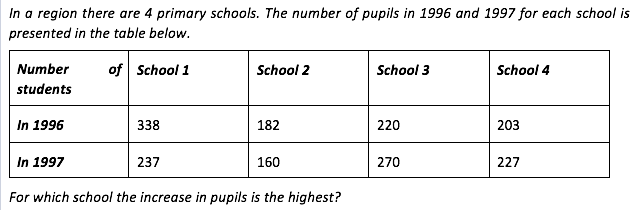 In a region there are 4 primary schools. The number of pupils in 1996 and 1997 for each school is
presented in the table below.
Number of School 1 School 2 School 3 School 4
students
In 1996 338 182 220 203
In 1997 237 160 270 227
For which school the increase in pupils is the highest?